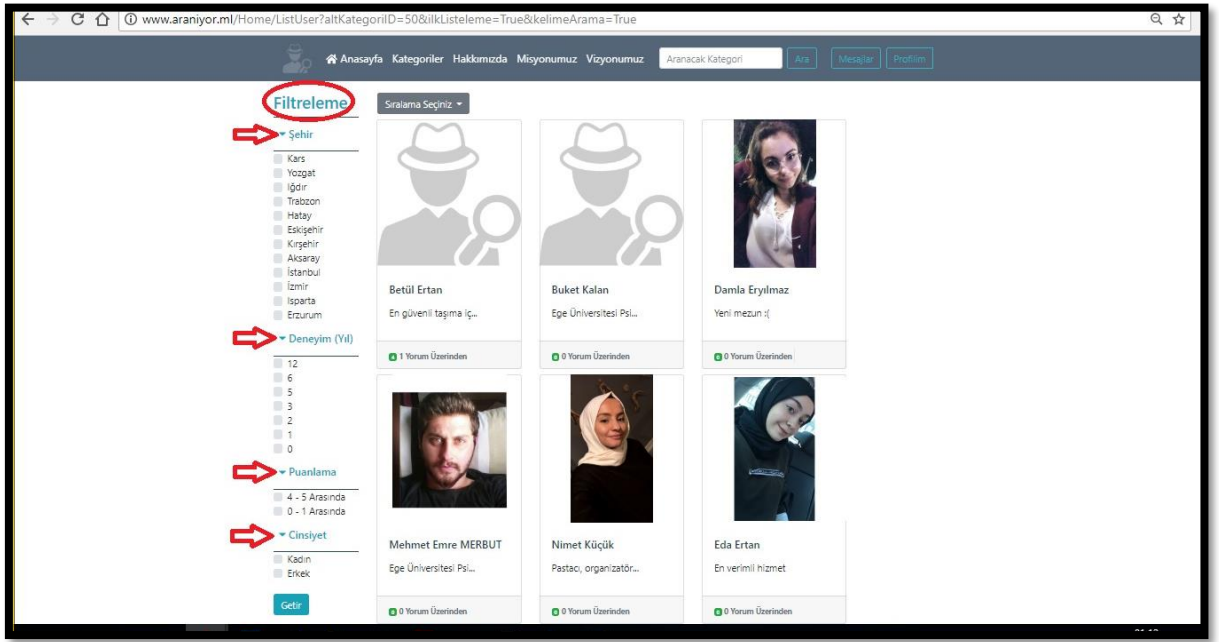 www.araniyor.ml/Home/ListUser?altKategoriID=50&ilkListeleme=True&kelimeArama=True
Anasayfa Kategoriler Hakkımızda Misyonumuz Vizyonumuz Aranacak Kategori Ara Mesajlar Profilim
Filtreleme
Sıralama Seçiniz
Şehir
Kars
Yozgat
Iğdır
Trabzon
Hatay
Eskişehir
Kırşehir
Aksaray
İstanbul
İzmir
Isparta
Erzurum
Deneyim (Yıl)
12
6
5
3
2
1
0
Puanlama
4 - 5 Arasında
0 - 1 Arasında
Cinsiyet
Kadın
Erkek
Getir
Betül Ertan
En güvenli taşıma iç...
1 Yorum Üzerinden
Buket Kalan
Ege Üniversitesi Psi...
0 Yorum Üzerinden
Damla Eryılmaz
Yeni mezun :(
0 Yorum Üzerinden
Mehmet Emre MERBUT
Ege Üniversitesi Psi...
0 Yorum Üzerinden
Nimet Küçük
Pastacı, organizatör...
0 Yorum Üzerinden
Eda Ertan
En verimli hizmet
0 Yorum Üzerinden